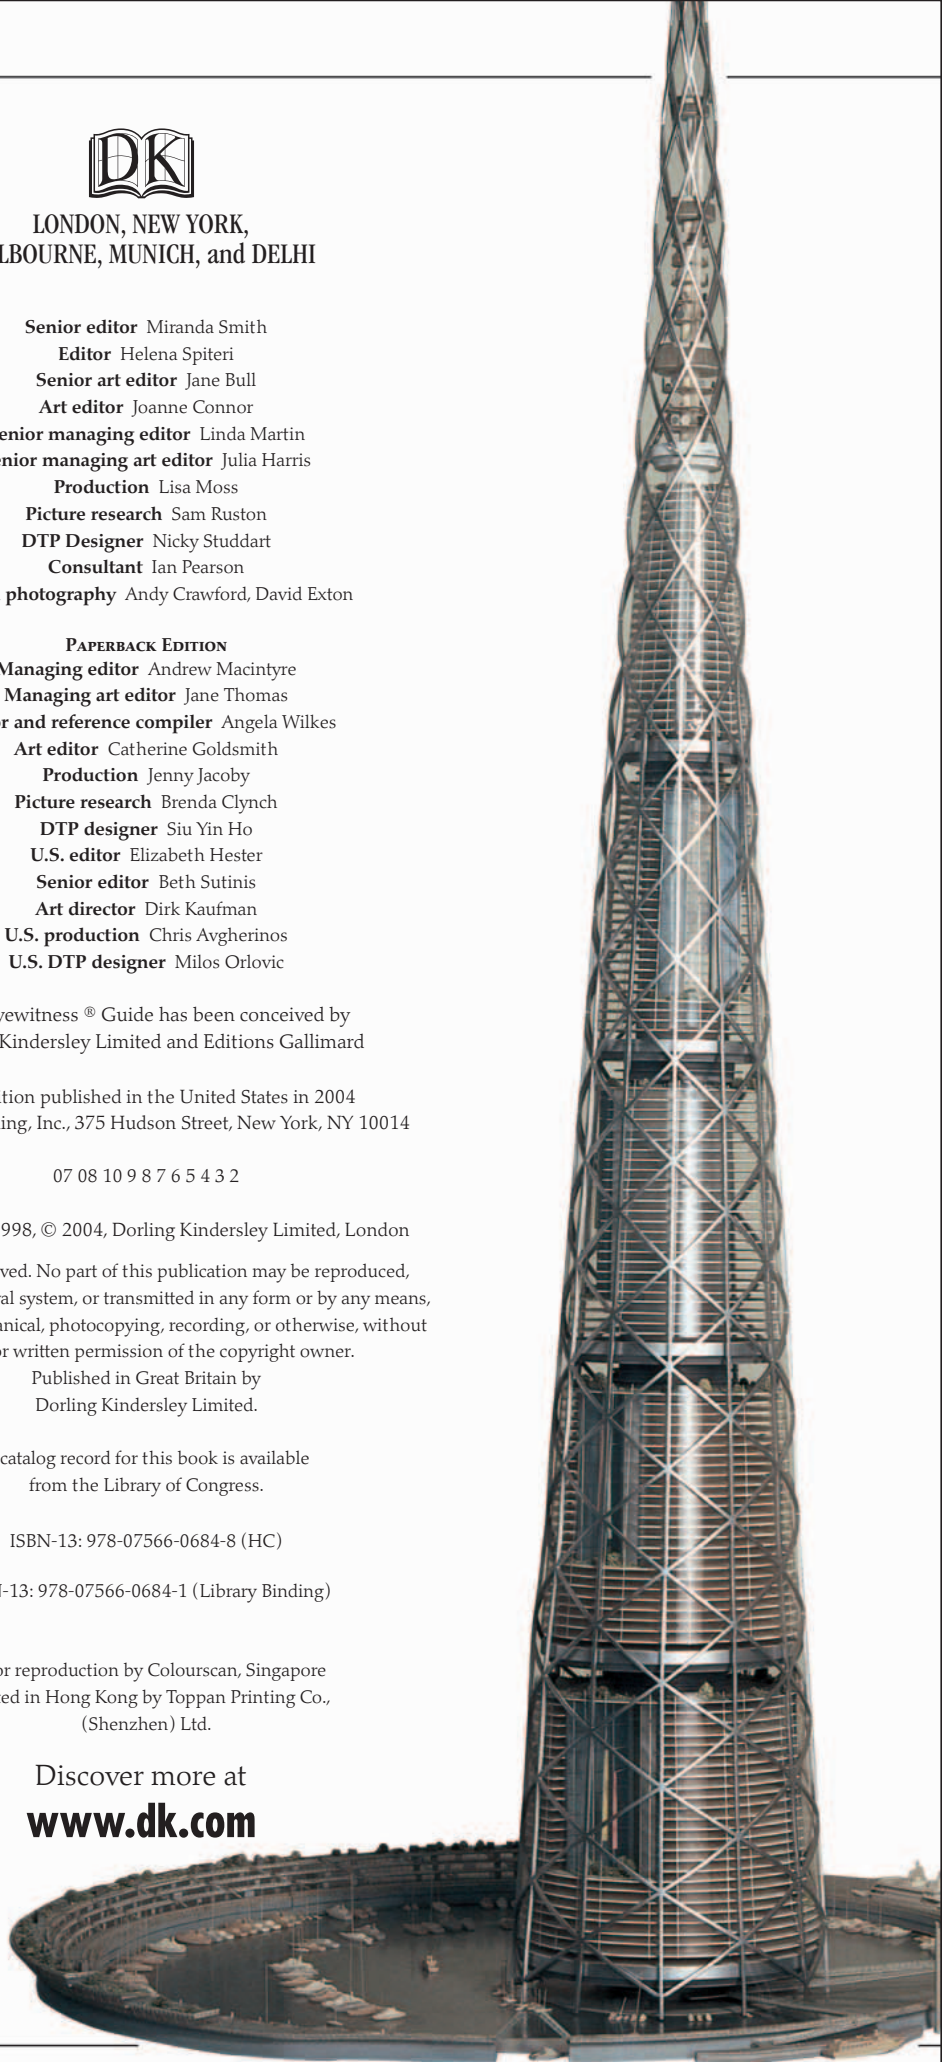 DK
LONDON, NEW YORK,
LBOURNE, MUNICH, and DELHI
Senior editor Miranda Smith
Editor Helena Spiteri
Senior art editor Jane Bull
Art editor Joanne Connor
enior managing editor Linda Martin
enior managing art editor Julia Harris
Production Lisa Moss
Picture research Sam Ruston
DTP Designer Nicky Studdart
Consultant Ian Pearson
photography Andy Crawford, David Exton
PAPERBACK EDITION
Managing editor Andrew Macintyre
Managing art editor Jane Thomas
or and reference compiler Angela Wilkes
Art editor Catherine Goldsmith
Production Jenny Jacoby
Picture research Brenda Clynch
DTP designer Siu Yin Ho
U.S. editor Elizabeth Hester
Senior editor Beth Sutinis
Art director Dirk Kaufman
U.S. production Chris Avgherinos
U.S. DTP designer Milos Orlovic
yewitness ® Guide has been conceived by
Kindersley Limited and Editions Gallimard
ition published in the United States in 2004
ing, Inc., 375 Hudson Street, New York, NY 10014
07 08 10 9 8 7 6 5 4 3 2
998, © 2004, Dorling Kindersley Limited, London
ved. No part of this publication may be reproduced,
al system, or transmitted in any form or by any means,
anical, photocopying, recording, or otherwise, without
or written permission of the copyright owner.
Published in Great Britain by
Dorling Kindersley Limited.
catalog record for this book is available
from the Library of Congress.
ISBN-13: 978-07566-0684-8 (HC)
N-13: 978-07566-0684-1 (Library Binding)
or reproduction by Colourscan, Singapore
ted in Hong Kong by Toppan Printing Co.,
(Shenzhen) Ltd.
Discover more at
www.dk.com